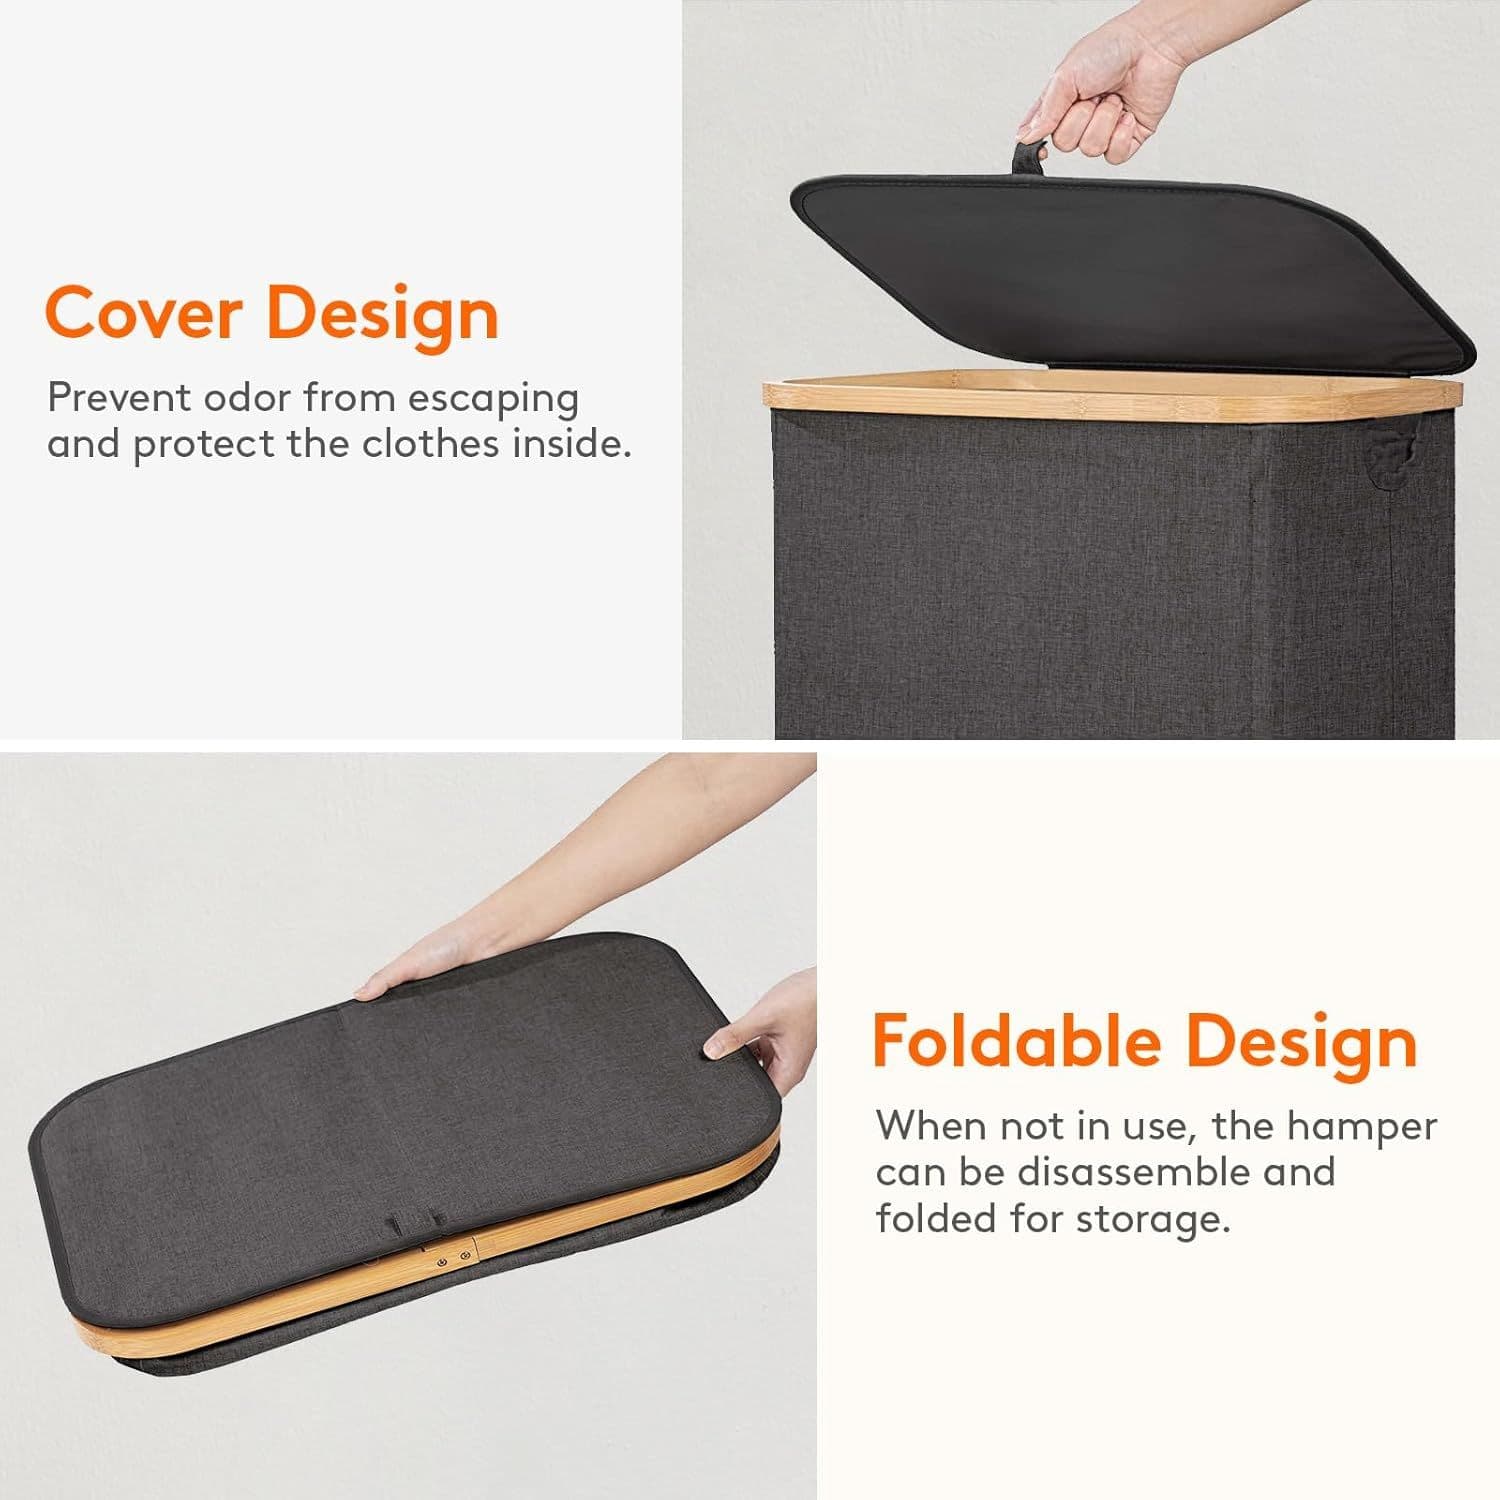 Cover Design
Prevent odor from escaping
and protect the clothes inside.
Foldable Design
When not in use, the hamper
can be disassemble and
folded for storage.